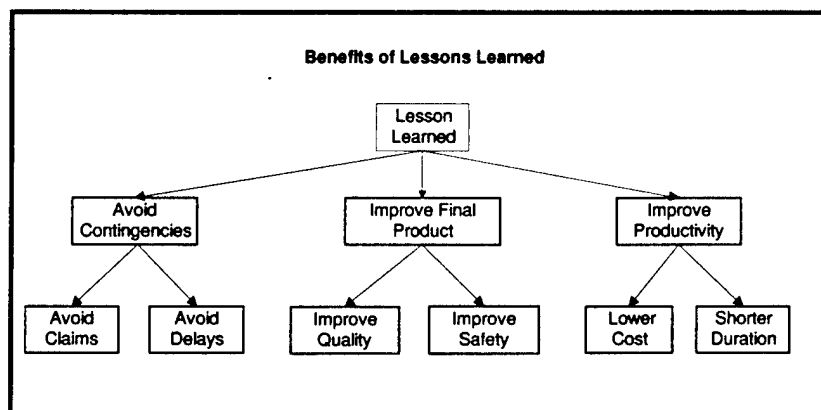 Benefits of Lessons Learned
Lesson
Learned
Avoid
Contingencies
Improve Final
Product
Improve
Productivity
Avoid
Claims
Avoid
Delays
Improve
Quality
Improve
Safety
Lower
Cost
Shorter
Duration